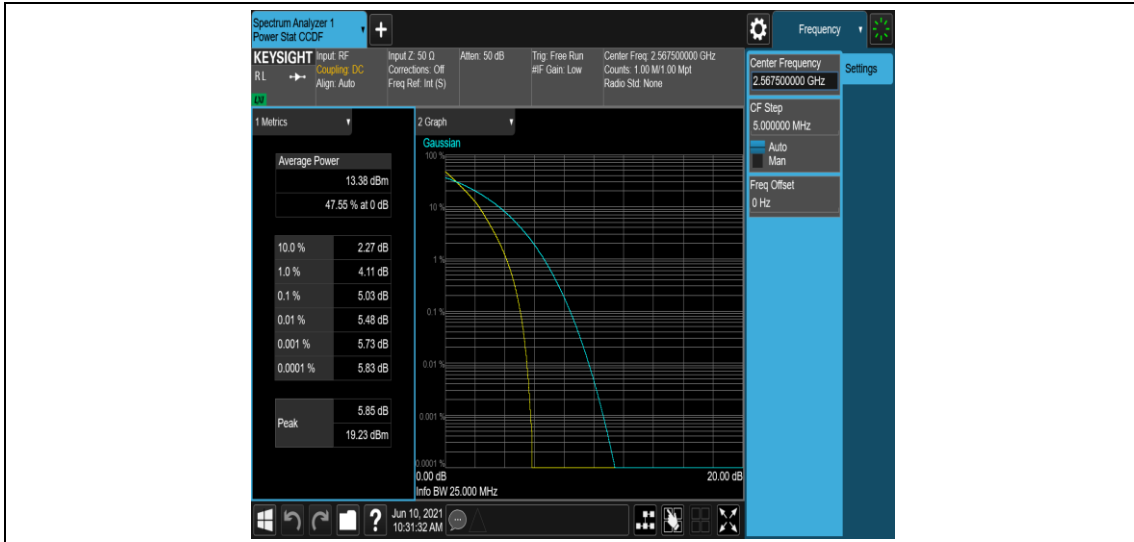 Spectrum Analyzer 1
Power Stat CCDF
Frequency
KEYSIGHT
Input: RF
Coupling: DC
Align: Auto
RL
Input Z: 50 Ω
Corrections: Off
Freq Ref: Int (S)
Atten: 50 dB
Trig: Free Run
#IF Gain: Low
Center Freq: 2.567500000 GHz
Counts: 1.00 M/1.00 Mpt
Radio Std: None
Center Frequency
2.567500000 GHz
Settings
CF Step
5.000000 MHz
Auto
Man
Freq Offset
0 Hz
1 Metrics
Average Power
13.38 dBm
47.55 % at 0 dB
10.0 % 2.27 dB
1.0 % 4.11 dB
0.1 % 5.03 dB
0.01 % 5.48 dB
0.001 % 5.73 dB
0.0001 % 5.83 dB
Peak
5.85 dB
19.23 dBm
2 Graph
Gaussian
100 %
10 %
1 %
0.1 %
0.01 %
0.001 %
0.0001 %
0.00 dB 20.00 dB
Info BW 25.000 MHz
?
Jun 10, 2021
10:31:32 AM